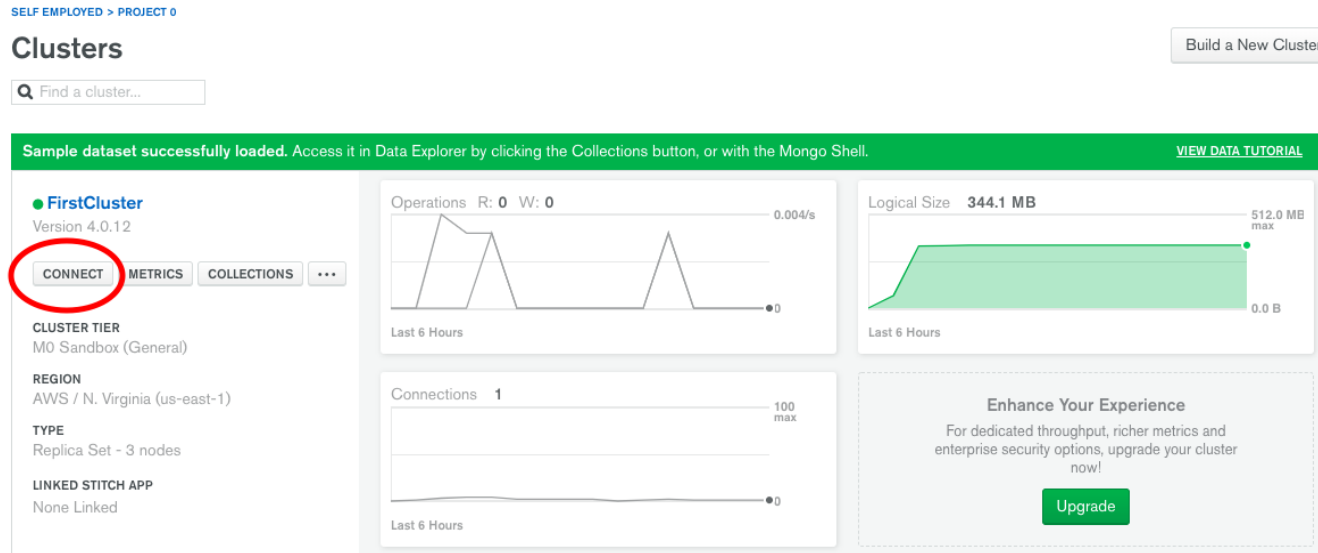 SELF EMPLOYED > PROJECT 0
Clusters
Build a New Cluster
Find a cluster...
Sample dataset successfully loaded. Access it in Data Explorer by clicking the Collections button, or with the Mongo Shell.
VIEW DATA TUTORIAL
FirstCluster
Version 4.0.12
CONNECT
METRICS
COLLECTIONS
...
CLUSTER TIER
M0 Sandbox (General)
REGION
AWS / N. Virginia (us-east-1)
TYPE
Replica Set - 3 nodes
LINKED STITCH APP
None Linked
Operations R: 0 W: 0
0.004/s
0
Last 6 Hours
Logical Size 344.1 MB
512.0 MB
max
0.0 B
Last 6 Hours
Connections 1
100
max
0
Last 6 Hours
Enhance Your Experience
For dedicated throughput, richer metrics and
enterprise security options, upgrade your cluster
now!
Upgrade